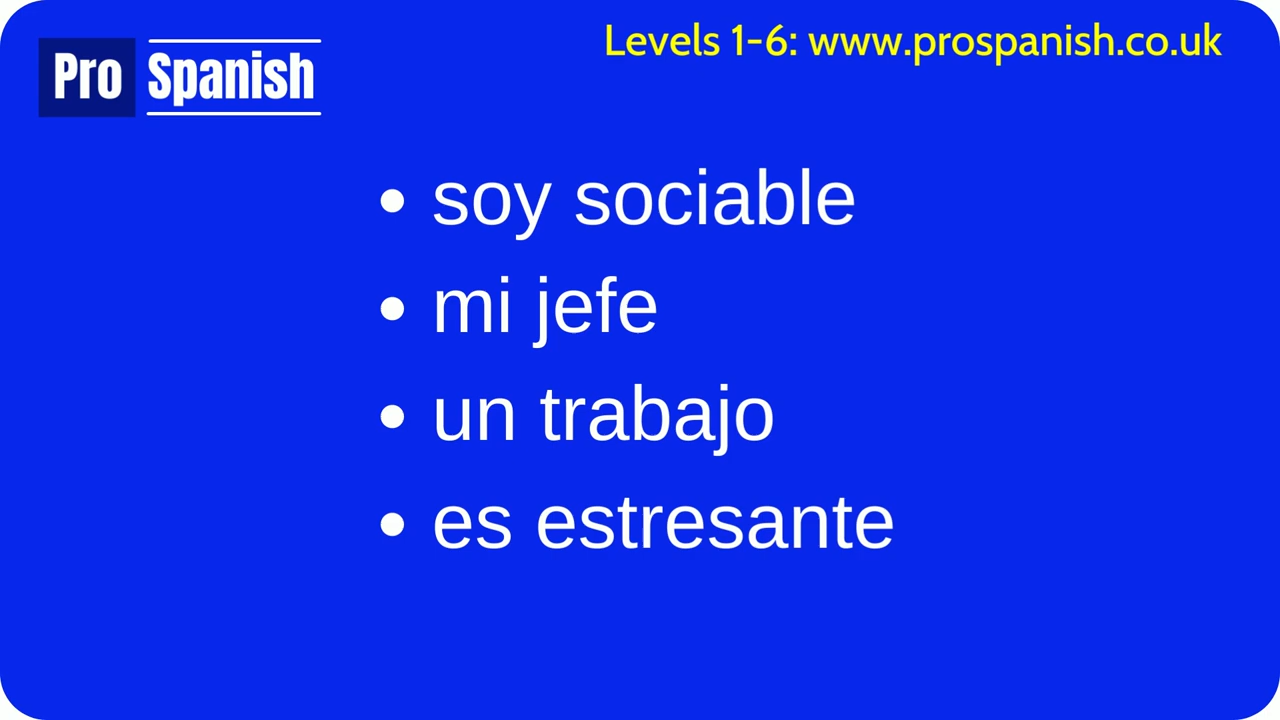 Pro Spanish
Levels 1-6: www.prospanish.co.uk
• soy sociable
• mi jefe
• un trabajo
• es estresante